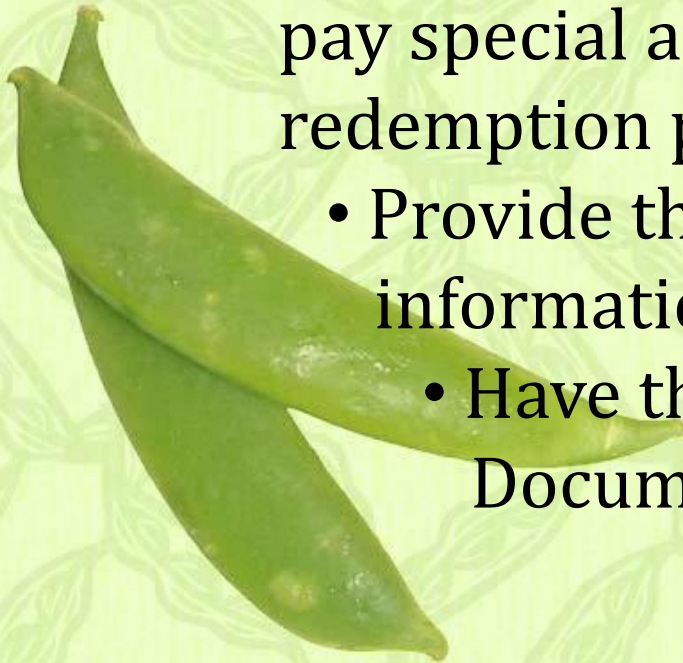 pay special a
redemption p
• Provide th
informati
• Have th
Docum